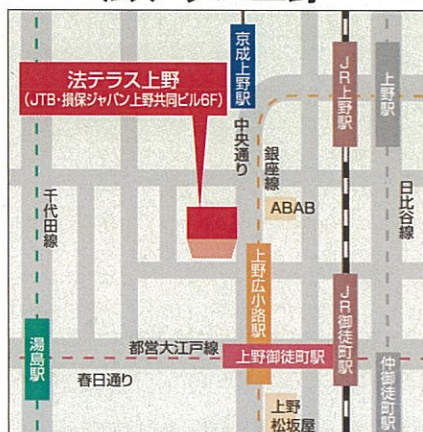 京成上野駅
JR上野駅
上野駅
法テラス上野
(JTB・損保ジャパン上野共同ビル6F)
中央通り
銀座線
日比谷線
千代田線
ABAB
上野広小路駅
JR御徒町駅
湯島駅
都営大江戸線
上野御徒町駅
仲御徒町駅
春日通り
上野
松坂屋